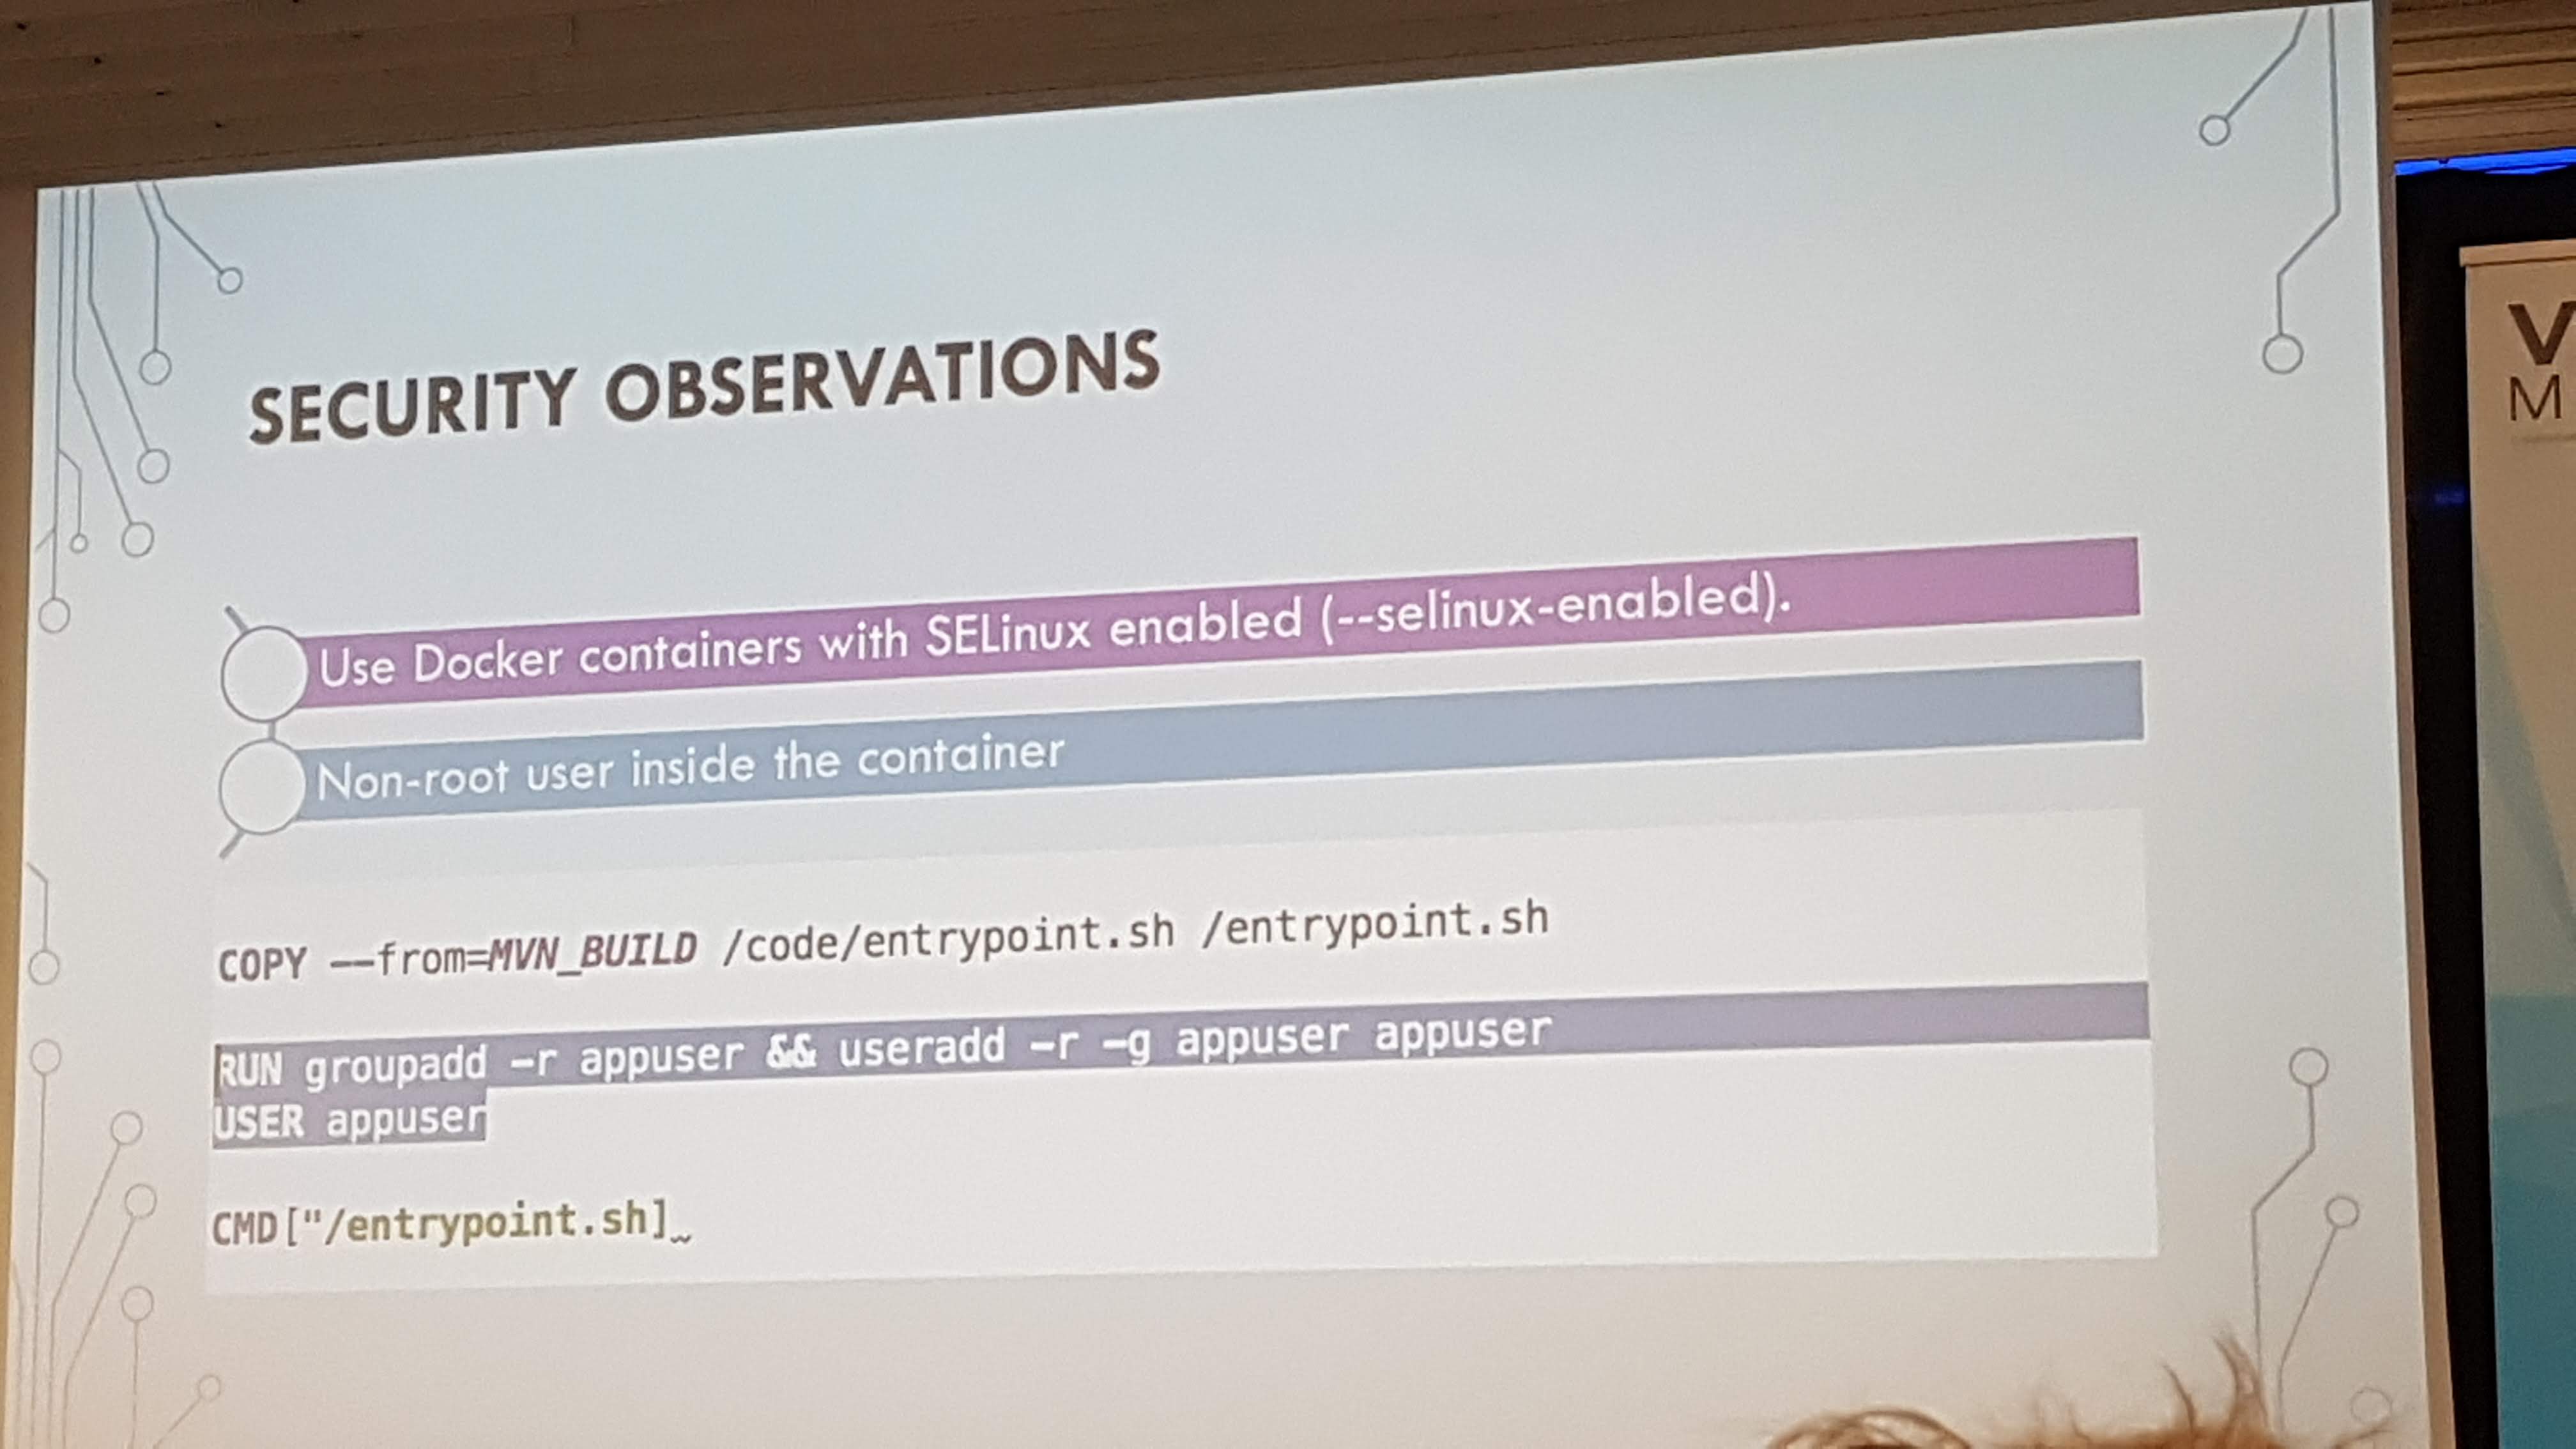 SECURITY OBSERVATIONS
Use Docker containers with SELinux enabled (--selinux-enabled).
Non-root user inside the container
COPY --from=MVN_BUILD /code/entrypoint.sh /entrypoint.sh
RUN groupadd -r appuser && useradd -r -g appuser appuser
USER appuser
CMD["/entrypoint.sh]
V
M